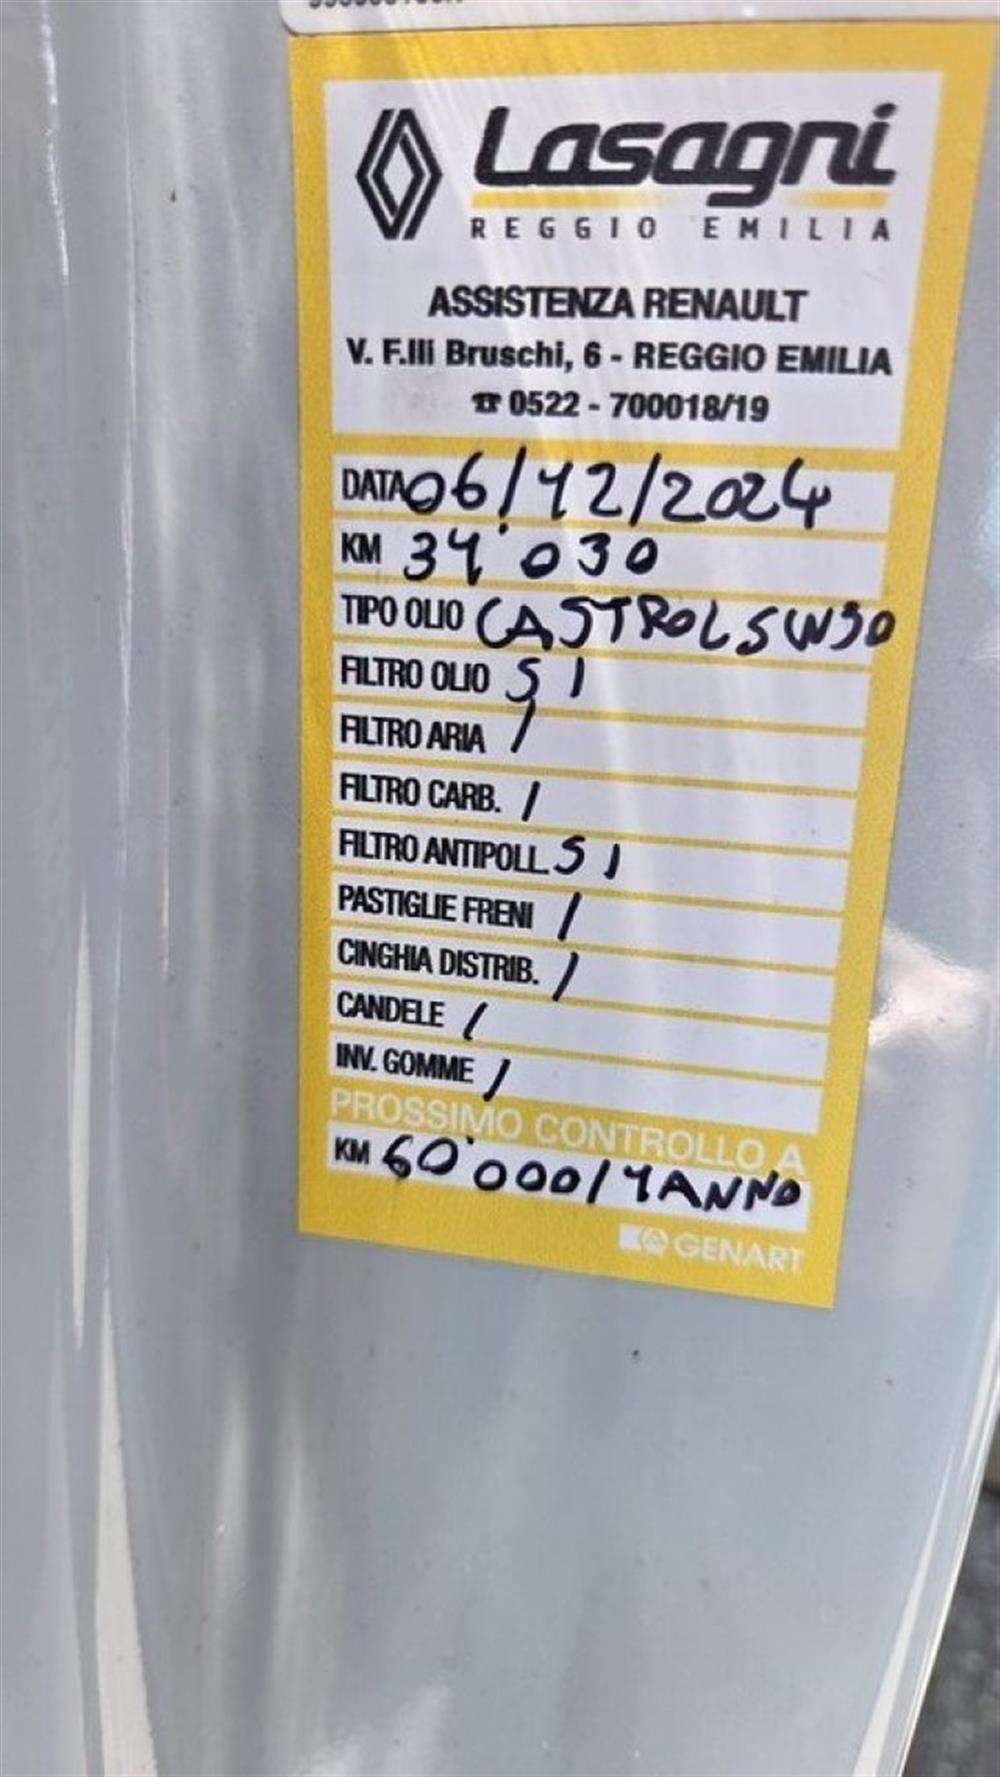 Lasagni
REGGIO EMILIA
ASSISTENZA RENAULT
V. F.lli Bruschi, 6 - REGGIO EMILIA
☎ 0522 - 700018/19
DATA 06/12/2024
KM 31'030
TIPO OLIO CASTROL 5W30
FILTRO OLIO SI
FILTRO ARIA /
FILTRO CARB. /
FILTRO ANTIPOLL. SI
PASTIGLIE FRENI /
CINGHIA DISTRIB. /
CANDELE /
INV. GOMME /
PROSSIMO CONTROLLO A
KM 60'000/1ANNO
GENART